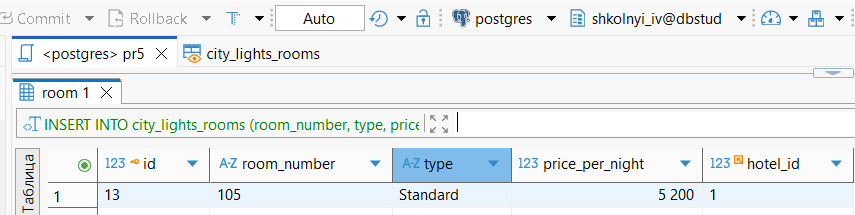 Commit Rollback T Auto postgres shkolnyi_iv@dbstud
<postgres> pr5 city_lights_rooms
room 1
INSERT INTO city_lights_rooms (room_number, type, price
Таблица
123 id A-Z room_number A-Z type 123 price_per_night 123 hotel_id
1 13 105 Standard 5 200 1